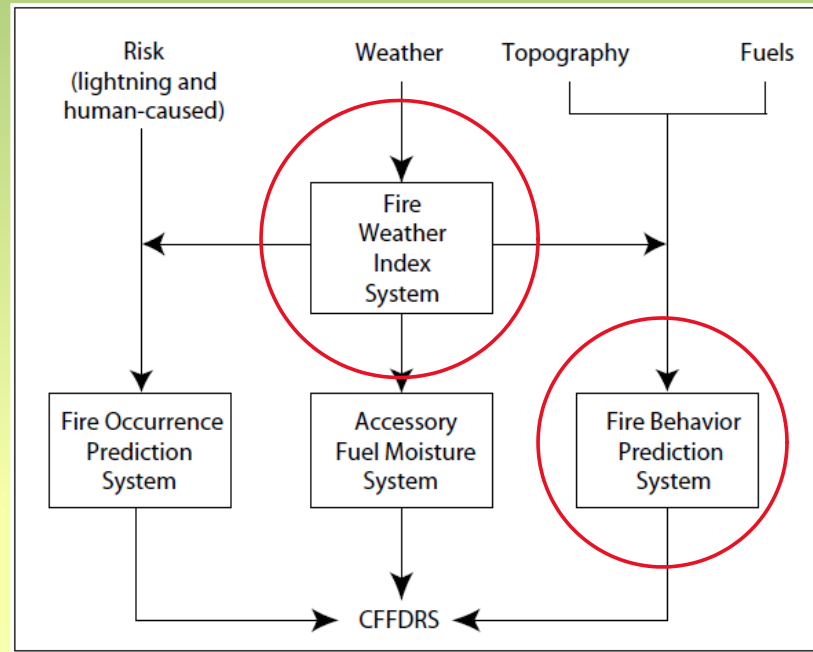 Risk
(lightning and
human-caused)
Weather
Topography
Fuels
Fire
Weather
Index
System
Fire Occurrence
Prediction
System
Accessory
Fuel Moisture
System
Fire Behavior
Prediction
System
CFFDRS